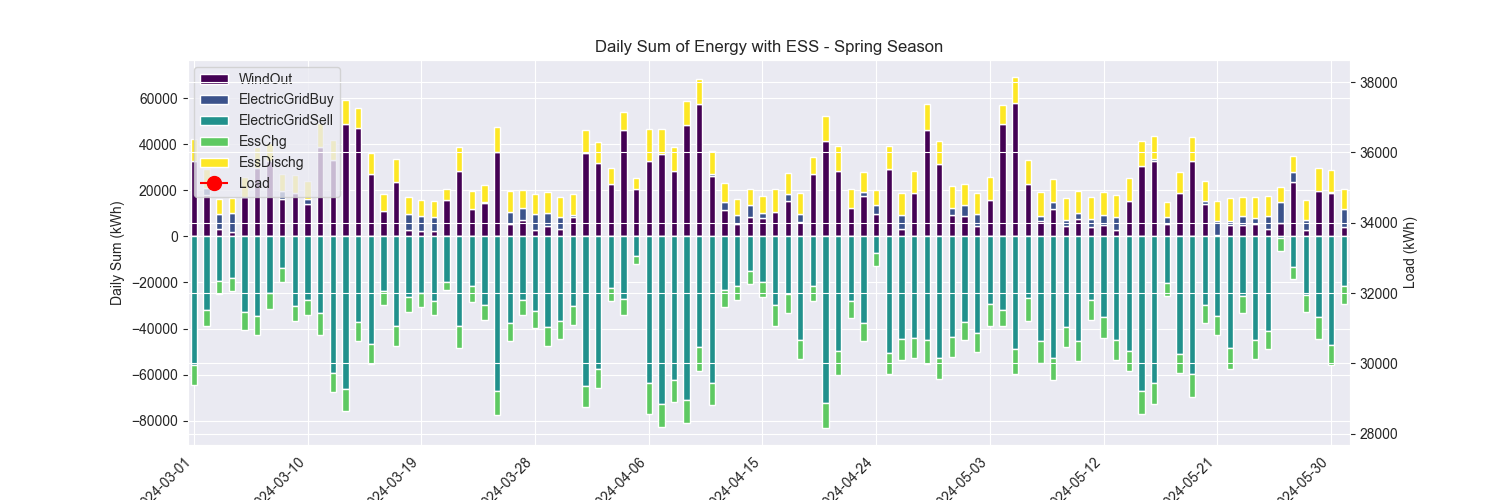 Daily Sum of Energy with ESS - Spring Season
WindOut
ElectricGridBuy
ElectricGridSell
EssChg
EssDischg
Load
Daily Sum (kWh)
60000
40000
20000
0
−20000
−40000
−60000
−80000
Load (kWh)
38000
36000
34000
32000
30000
28000
2024-03-01
2024-03-10
2024-03-19
2024-03-28
2024-04-06
2024-04-15
2024-04-24
2024-05-03
2024-05-12
2024-05-21
2024-05-30